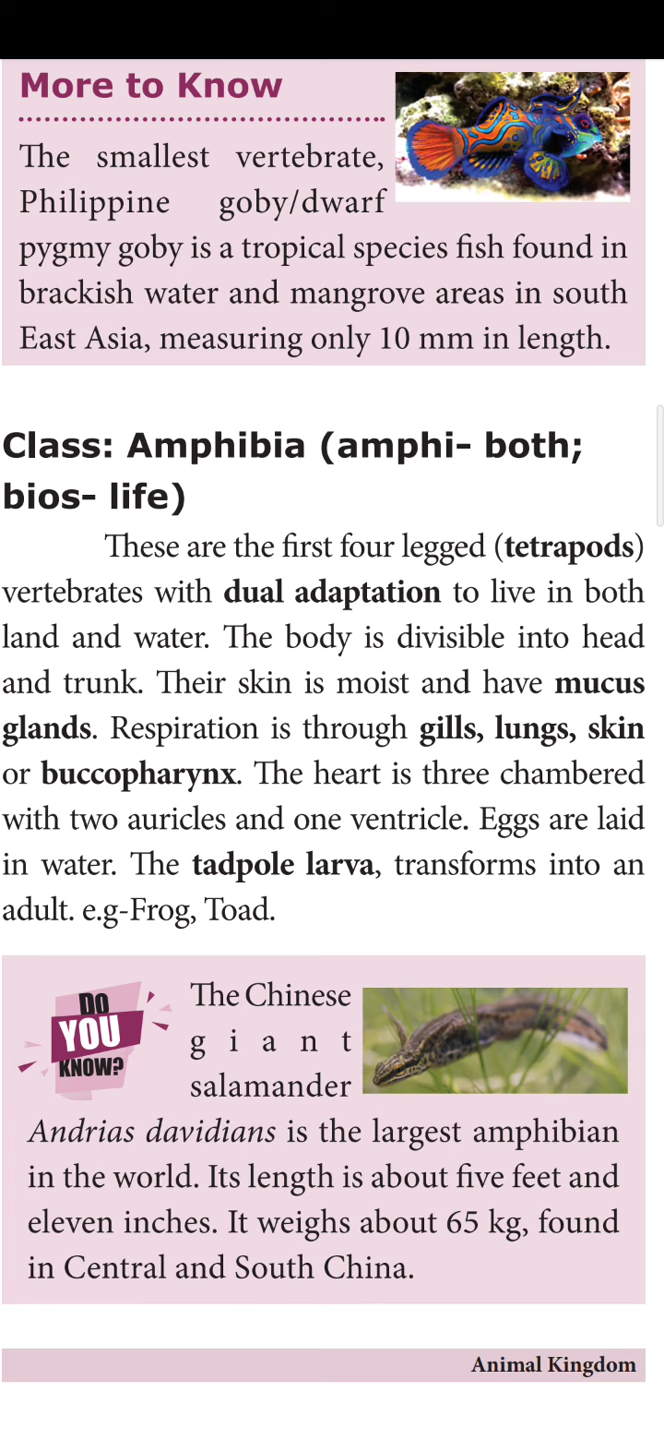 More to Know
The smallest vertebrate,
Philippine goby/dwarf
pygmy goby is a tropical species fish found in
brackish water and mangrove areas in south
East Asia, measuring only 10 mm in length.
Class: Amphibia (amphi– both;
bios– life)
These are the first four legged (tetrapods)
vertebrates with dual adaptation to live in both
land and water. The body is divisible into head
and trunk. Their skin is moist and have mucus
glands. Respiration is through gills, lungs, skin
or buccopharynx. The heart is three chambered
with two auricles and one ventricle. Eggs are laid
in water. The tadpole larva, transforms into an
adult. e.g-Frog, Toad.
DO
YOU
KNOW?
The Chinese
giant
salamander
Andrias davidians is the largest amphibian
in the world. Its length is about five feet and
eleven inches. It weighs about 65 kg, found
in Central and South China.
Animal Kingdom